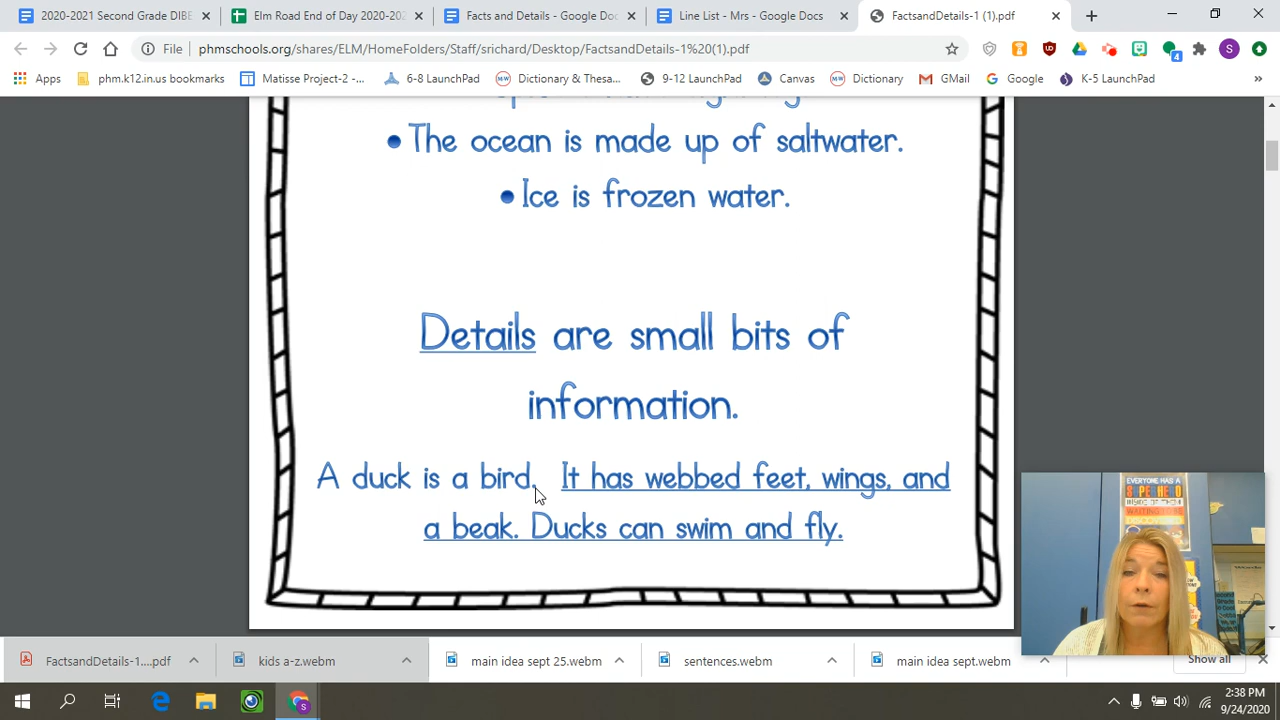 2020-2021 Second Grade DIBE
Elm Road End of Day 2020-2
Facts and Details - Google Doc
Line List - Mrs - Google Docs
FactsandDetails-1 (1).pdf
File | phmschools.org/shares/ELM/HomeFolders/Staff/srichard/Desktop/FactsandDetails-1%20(1).pdf
Apps
phm.k12.in.us bookmarks
Matisse Project-2 -...
6-8 LaunchPad
Dictionary & Thesa...
9-12 LaunchPad
Canvas
Dictionary
GMail
Google
K-5 LaunchPad
• The ocean is made up of saltwater.
• Ice is frozen water.
Details are small bits of
information.
A duck is a bird. It has webbed feet, wings, and
a beak. Ducks can swim and fly.
EVERYONE HAS A
SUPERHERO
INSIDE OF THEM
WAITING
DISCOVERED
FactsandDetails-1....pdf
kids a-z.webm
main idea sept 25.webm
sentences.webm
main idea sept.webm
Show all
2:38 PM
9/24/2020